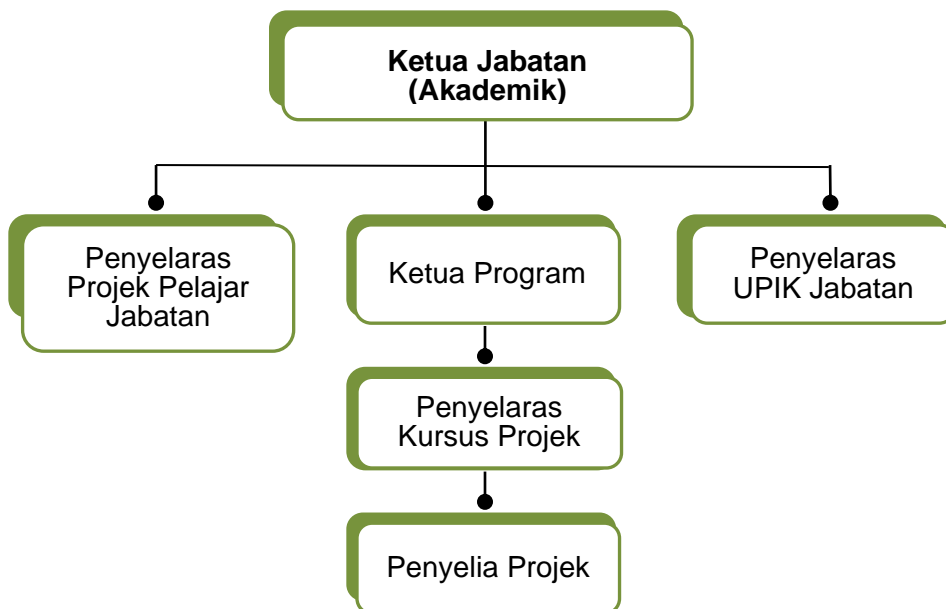 Ketua Jabatan
(Akademik)
Penyelaras
Projek Pelajar
Jabatan
Ketua Program
Penyelaras
UPIK Jabatan
Penyelaras
Kursus Projek
Penyelia Projek